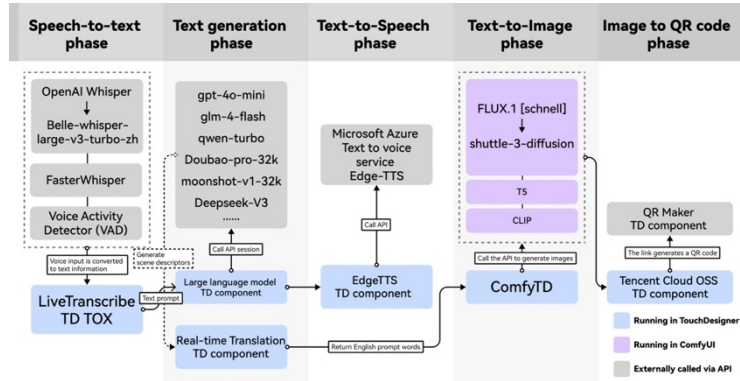 Speech-to-text
phase
Text generation
phase
Text-to-Speech
phase
Text-to-Image
phase
Image to QR code
phase
OpenAI Whisper
Belle-whisper-
large-v3-turbo-zh
FasterWhisper
Voice Activity
Detector (VAD)
Voice input is converted
to text information
LiveTranscribe
TD TOX
gpt-4o-mini
glm-4-flash
qwen-turbo
Doubao-pro-32k
moonshot-v1-32k
Deepseek-V3
......
Generate
scene descriptors
Call API session
Text prompt
Large language model
TD component
Real-time Translation
TD component
Return English prompt words
Microsoft Azure
Text to voice
service
Edge-TTS
Call API
EdgeTTS
TD component
FLUX.1 [schnell]
shuttle-3-diffusion
T5
CLIP
Call the API to generate images
ComfyTD
QR Maker
TD component
The link generates a QR code
Tencent Cloud OSS
TD component
Running in TouchDesigner
Running in ComfyUI
Externally called via API